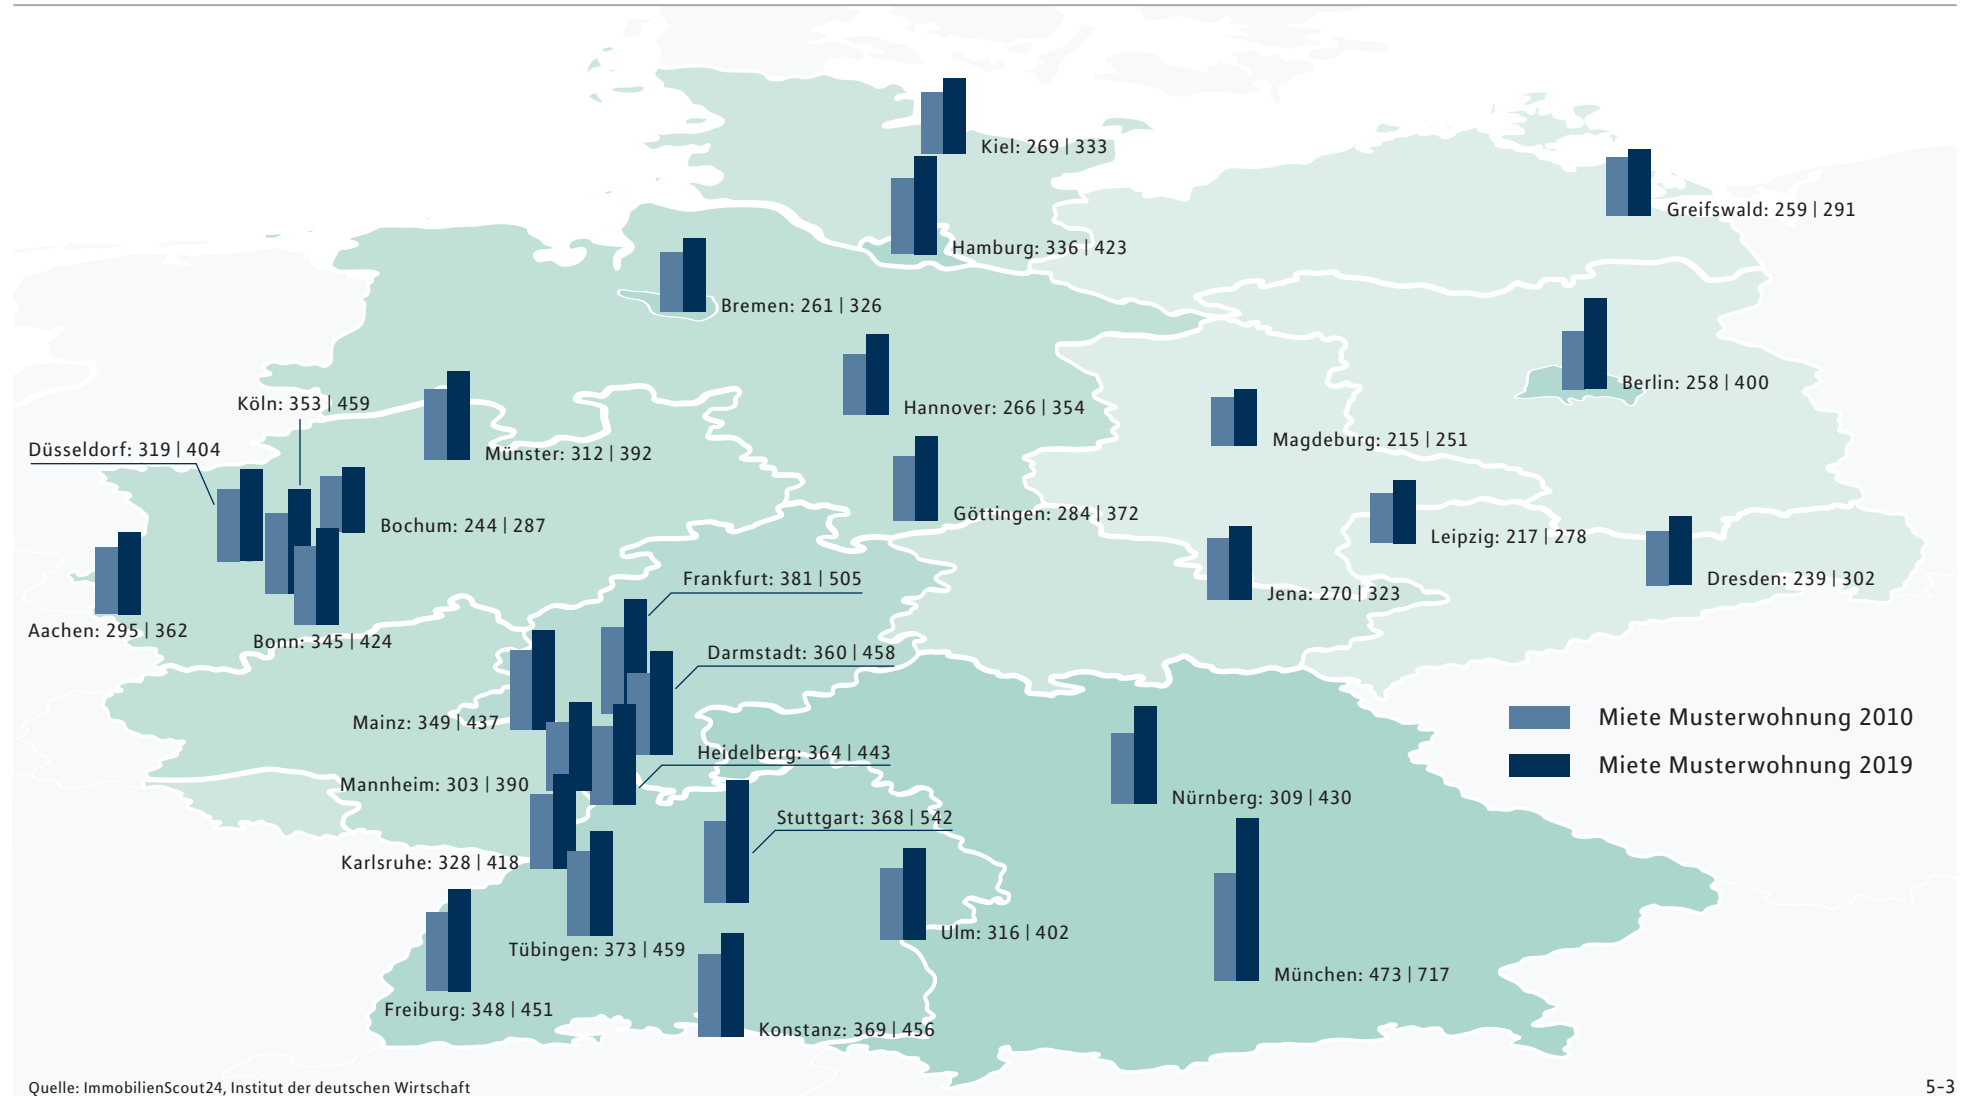 Kiel: 269 | 333
Greifswald: 259 | 291
Hamburg: 336 | 423
Bremen: 261 | 326
Berlin: 258 | 400
Köln: 353 | 459
Hannover: 266 | 354
Magdeburg: 215 | 251
Düsseldorf: 319 | 404
Münster: 312 | 392
Göttingen: 284 | 372
Bochum: 244 | 287
Leipzig: 217 | 278
Frankfurt: 381 | 505
Dresden: 239 | 302
Jena: 270 | 323
Aachen: 295 | 362
Bonn: 345 | 424
Darmstadt: 360 | 458
Mainz: 349 | 437
Miete Musterwohnung 2010
Heidelberg: 364 | 443
Miete Musterwohnung 2019
Mannheim: 303 | 390
Nürnberg: 309 | 430
Stuttgart: 368 | 542
Karlsruhe: 328 | 418
Ulm: 316 | 402
Tübingen: 373 | 459
München: 473 | 717
Freiburg: 348 | 451
Konstanz: 369 | 456
Quelle: ImmobilienScout24, Institut der deutschen Wirtschaft
5-3